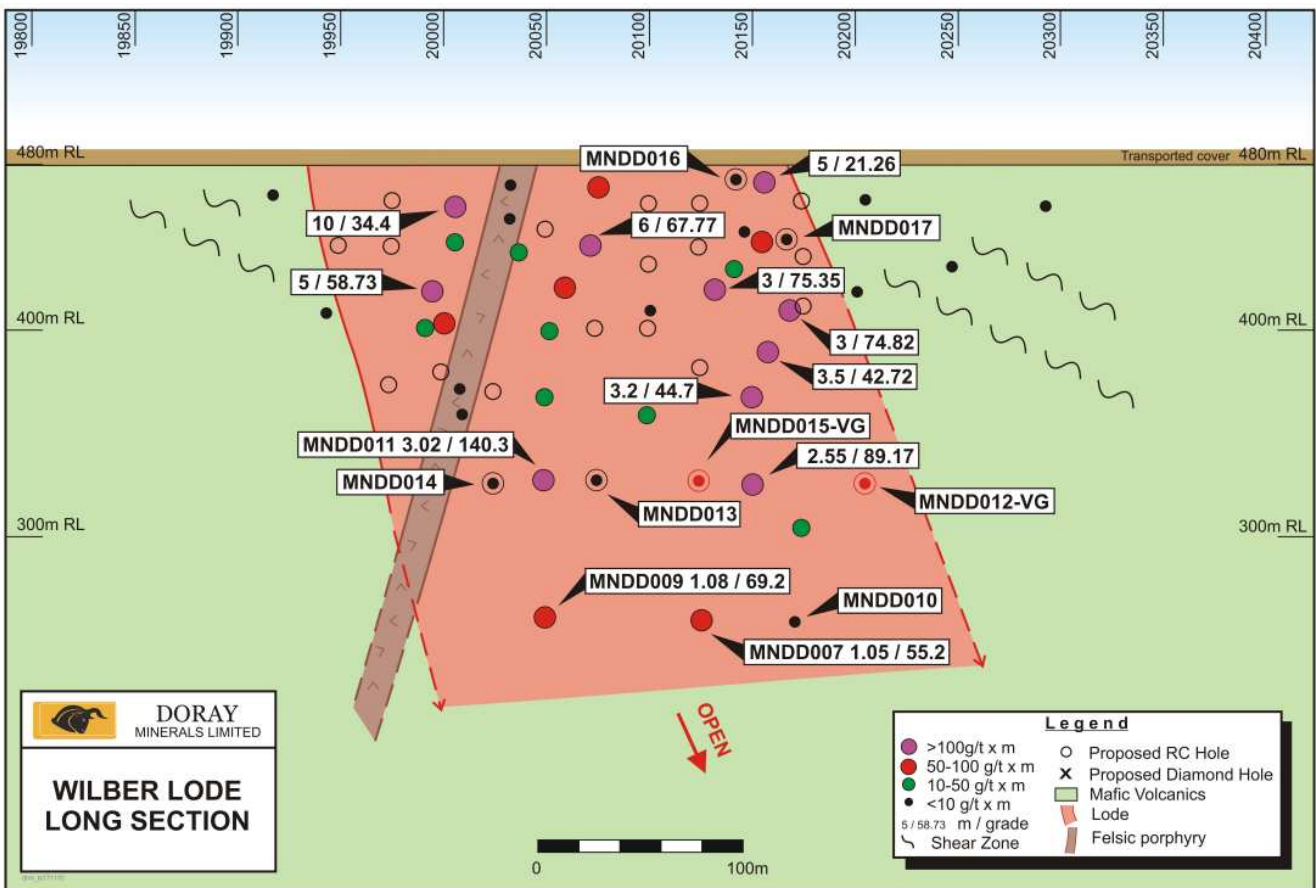 19800
19850
19900
19950
20000
20050
20100
20150
20200
20250
20300
20350
20400
480m RL
Transported cover
480m RL
MNDD016
5 / 21.26
10 / 34.4
6 / 67.77
MNDD017
5 / 58.73
3 / 75.35
400m RL
400m RL
3 / 74.82
3.5 / 42.72
3.2 / 44.7
MNDD015-VG
MNDD011 3.02 / 140.3
2.55 / 89.17
MNDD014
MNDD013
MNDD012-VG
300m RL
300m RL
MNDD009 1.08 / 69.2
MNDD010
MNDD007 1.05 / 55.2
OPEN
DORAY
MINERALS LIMITED
WILBER LODE
LONG SECTION
0
100m
Legend
>100g/t x m
50-100 g/t x m
10-50 g/t x m
<10 g/t x m
5 / 58.73 m / grade
Shear Zone
Proposed RC Hole
X Proposed Diamond Hole
Mafic Volcanics
Lode
Felsic porphyry